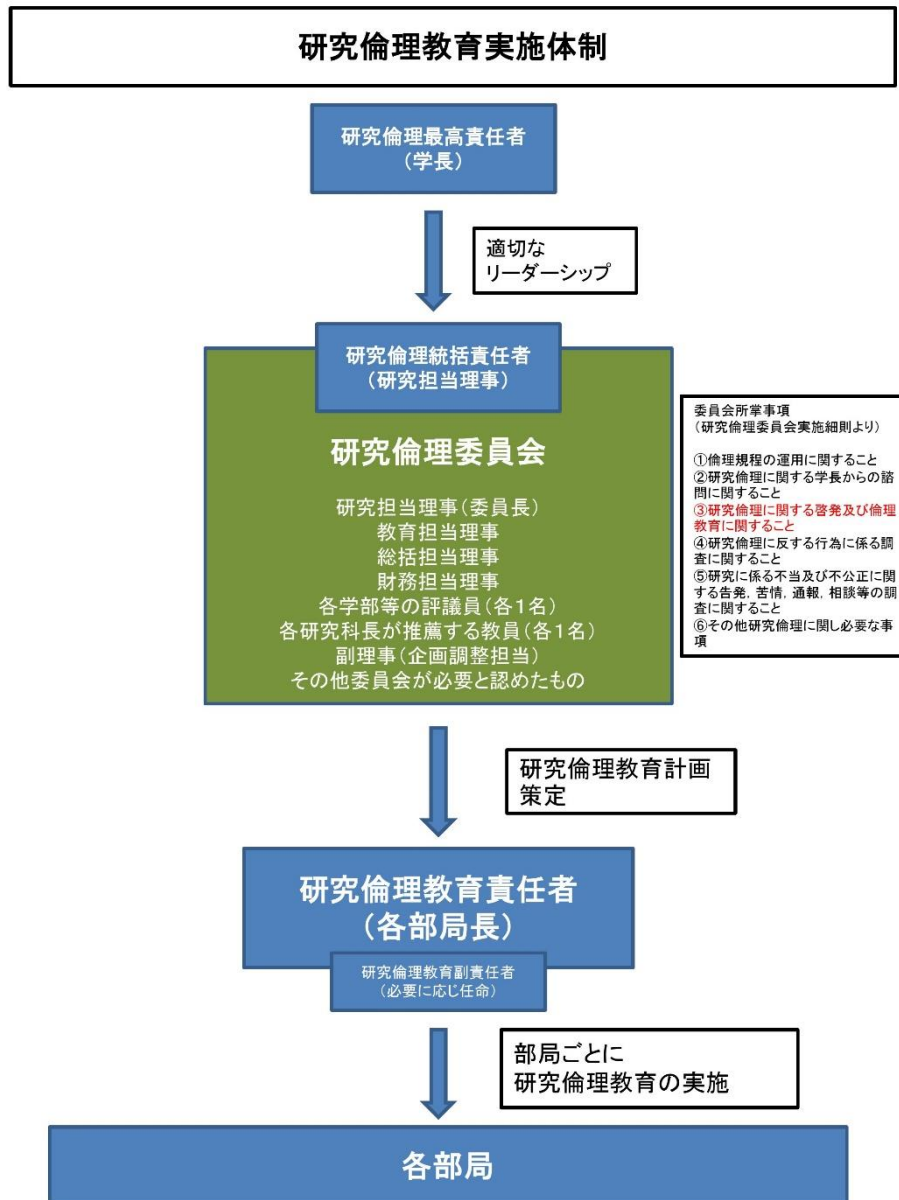 研究倫理教育実施体制
研究倫理最高責任者
（学長）
適切な
リーダーシップ
研究倫理統括責任者
（研究担当理事）
研究倫理委員会
研究担当理事（委員長）
教育担当理事
総括担当理事
財務担当理事
各学部等の評議員（各１名）
各研究科長が推薦する教員（各１名）
副理事（企画調整担当）
その他委員会が必要と認めたもの
委員会所掌事項
（研究倫理委員会実施細則より）
①倫理規程の運用に関すること
②研究倫理に関する学長からの諮
問に関すること
③研究倫理に関する啓発及び倫理
教育に関すること
④研究倫理に反する行為に係る調
査に関すること
⑤研究に係る不当及び不公正に関
する告発，苦情，通報，相談等の調
査に関すること
⑥その他研究倫理に関し必要な事
項
研究倫理教育計画
策定
研究倫理教育責任者
（各部局長）
研究倫理教育副責任者
（必要に応じ任命）
部局ごとに
研究倫理教育の実施
各部局